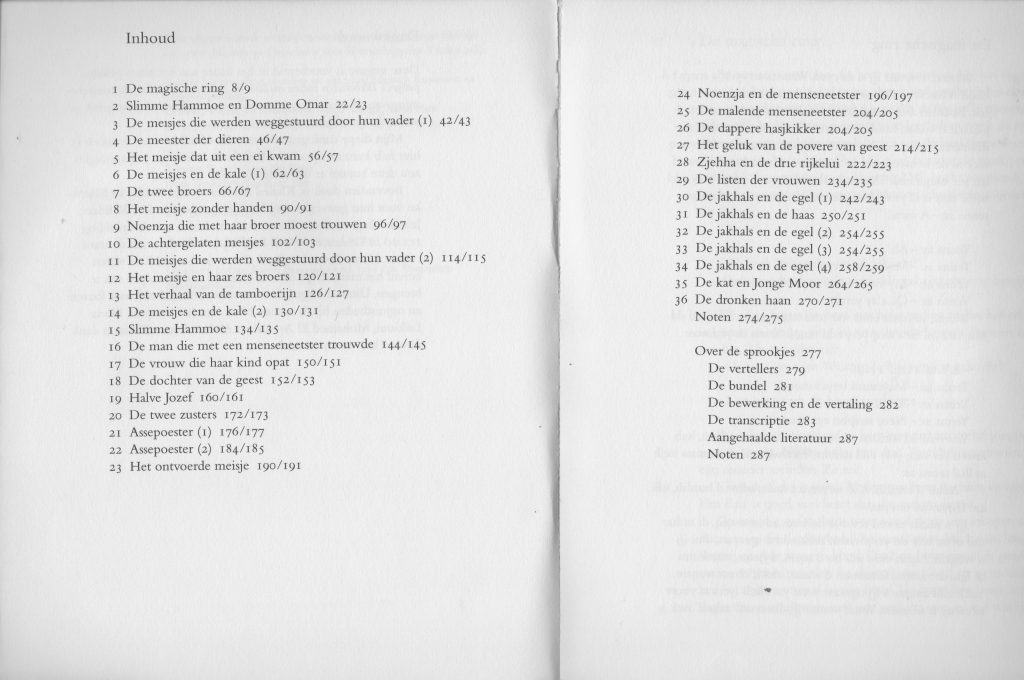 Inhoud
1 De magische ring 8/9
2 Slimme Hammoe en Domme Omar 22/23
3 De meisjes die werden weggestuurd door hun vader (1) 42/43
4 De meester der dieren 46/47
5 Het meisje dat uit een ei kwam 56/57
6 De meisjes en de kale (1) 62/63
7 De twee broers 66/67
8 Het meisje zonder handen 90/91
9 Noenzja die met haar broer moest trouwen 96/97
10 De achtergelaten meisjes 102/103
11 De meisjes die werden weggestuurd door hun vader (2) 114/115
12 Het meisje en haar zes broers 120/121
13 Het verhaal van de tamboerijn 126/127
14 De meisjes en de kale (2) 130/131
15 Slimme Hammoe 134/135
16 De man die met een menseneetster trouwde 144/145
17 De vrouw die haar kind opat 150/151
18 De dochter van de geest 152/153
19 Halve Jozef 160/161
20 De twee zusters 172/173
21 Assepoester (1) 176/177
22 Assepoester (2) 184/185
23 Het ontvoerde meisje 190/191
24 Noenzja en de menseneetster 196/197
25 De malende menseneetster 204/205
26 De dappere hasjkikker 204/205
27 Het geluk van de povere van geest 214/215
28 Zjehha en de drie rijkelui 222/223
29 De listen der vrouwen 234/235
30 De jakhals en de egel (1) 242/243
31 De jakhals en de haas 250/251
32 De jakhals en de egel (2) 254/255
33 De jakhals en de egel (3) 254/255
34 De jakhals en de egel (4) 258/259
35 De kat en Jonge Moor 264/265
36 De dronken haan 270/271
Noten 274/275
Over de sprookjes 277
De vertellers 279
De bundel 281
De bewerking en de vertaling 282
De transcriptie 283
Aangehaalde literatuur 287
Noten 287